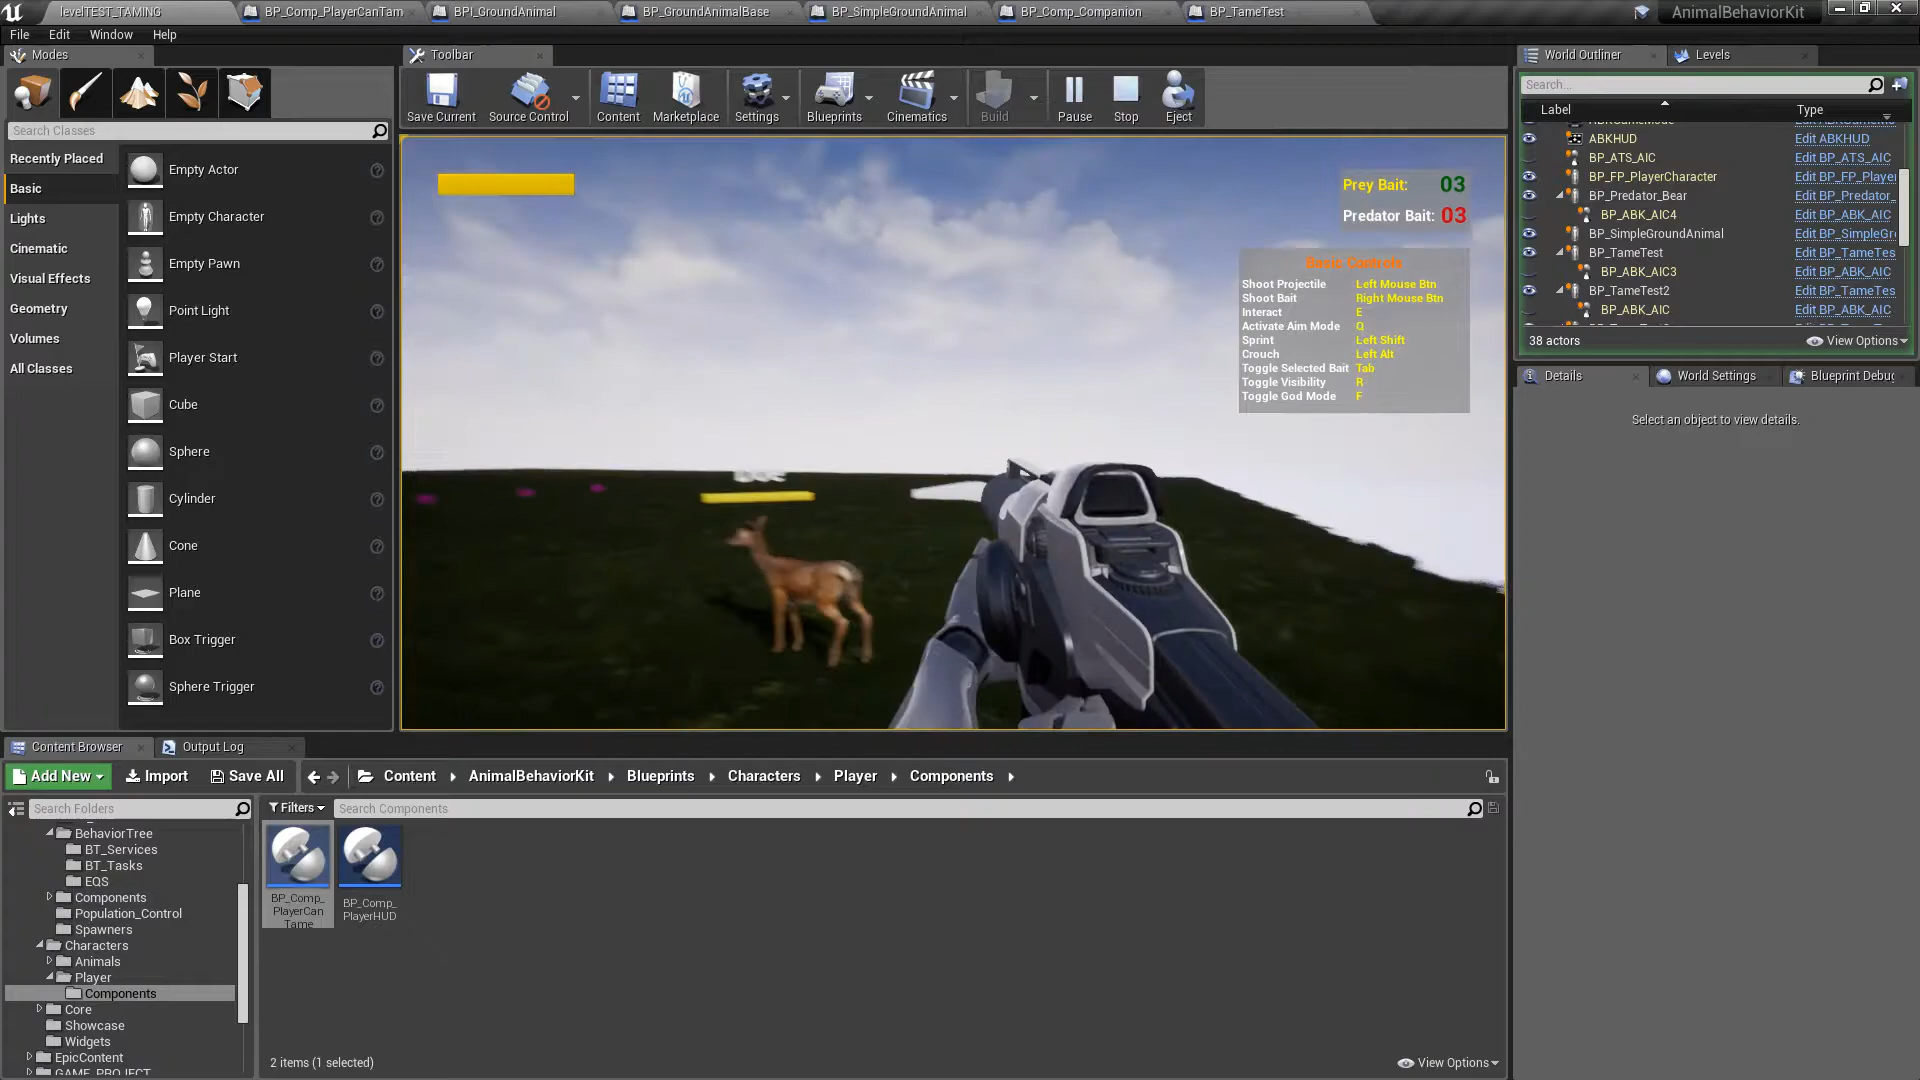 levelTEST_TAMING
BP_Comp_PlayerCanTam
BPI_GroundAnimal
BP_GroundAnimalBase
BP_SimpleGroundAnimal
BP_Comp_Companion
BP_TameTest
AnimalBehaviorKit
File
Edit
Window
Help
Modes
Toolbar
World Outliner
Levels
Search Classes
Save Current
Source Control
Content
Marketplace
Settings
Blueprints
Cinematics
Build
Pause
Stop
Eject
Search...
Label
Type
Recently Placed
Basic
Lights
Cinematic
Visual Effects
Geometry
Volumes
All Classes
Empty Actor
Empty Character
Empty Pawn
Point Light
Player Start
Cube
Sphere
Cylinder
Cone
Plane
Box Trigger
Sphere Trigger
Prey Bait: 03
Predator Bait: 03
Basic Controls
Shoot Projectile Left Mouse Btn
Shoot Bait Right Mouse Btn
Interact E
Activate Aim Mode Q
Sprint Left Shift
Crouch Left Alt
Toggle Selected Bait Tab
Toggle Visibility R
Toggle God Mode F
ABKHUD Edit ABKHUD
BP_ATS_AIC Edit BP_ATS_AIC
BP_FP_PlayerCharacter Edit BP_FP_Player
BP_Predator_Bear Edit BP_Predator_
BP_ABK_AIC4 Edit BP_ABK_AIC
BP_SimpleGroundAnimal Edit BP_SimpleGr
BP_TameTest Edit BP_TameTes
BP_ABK_AIC3 Edit BP_ABK_AIC
BP_TameTest2 Edit BP_TameTes
BP_ABK_AIC Edit BP_ABK_AIC
38 actors
View Options
Details
World Settings
Blueprint Debug
Select an object to view details.
Content Browser
Output Log
Add New
Import
Save All
Content
AnimalBehaviorKit
Blueprints
Characters
Player
Components
Search Folders
Filters
Search Components
BehaviorTree
BT_Services
BT_Tasks
EQS
Components
Population_Control
Spawners
Characters
Animals
Player
Components
Core
Showcase
Widgets
EpicContent
GAME_PROJECT
BP_Comp_
PlayerCan
Tame
BP_Comp_
PlayerHUD
2 items (1 selected)
View Options